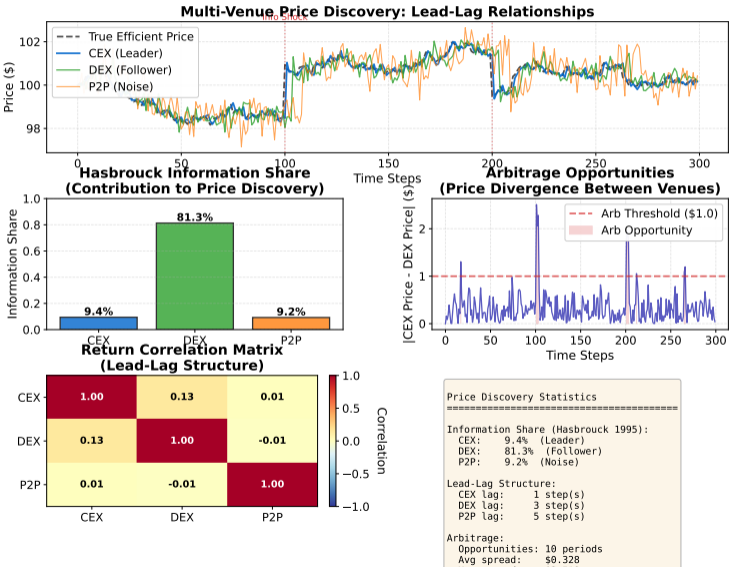 Multi-Venue Price Discovery: Lead-Lag Relationships
Info Shock
True Efficient Price
CEX (Leader)
DEX (Follower)
P2P (Noise)
Price ($)
102
100
98
0
50
100
150
200
250
300
Time Steps
Hasbrouck Information Share
(Contribution to Price Discovery)
Information Share
1.0
0.8
0.6
0.4
0.2
0.0
9.4%
81.3%
9.2%
CEX
DEX
P2P
Arbitrage Opportunities
(Price Divergence Between Venues)
|CEX Price - DEX Price| ($)
2
1
0
Arb Threshold ($1.0)
Arb Opportunity
0
50
100
150
200
250
300
Time Steps
Return Correlation Matrix
(Lead-Lag Structure)
CEX
DEX
P2P
1.00
0.13
0.01
0.13
1.00
-0.01
0.01
-0.01
1.00
CEX
DEX
P2P
1.0
0.5
0.0
−0.5
−1.0
Correlation
Price Discovery Statistics
========================================
Information Share (Hasbrouck 1995):
CEX: 9.4% (Leader)
DEX: 81.3% (Follower)
P2P: 9.2% (Noise)
Lead-Lag Structure:
CEX lag: 1 step(s)
DEX lag: 3 step(s)
P2P lag: 5 step(s)
Arbitrage:
Opportunities: 10 periods
Avg spread: $0.328